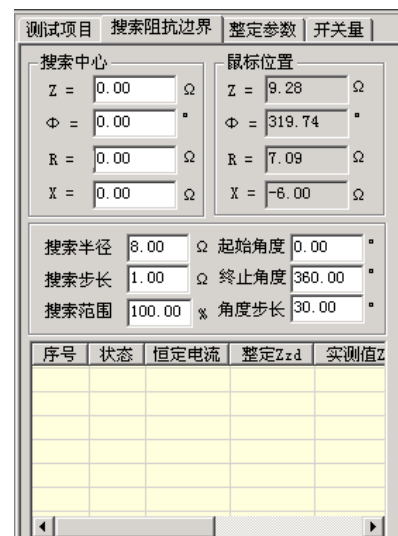 测试项目 搜索阻抗边界 整定参数 开关量
搜索中心 鼠标位置
Z = 0.00 Ω Z = 9.28 Ω
Φ = 0.00 ° Φ = 319.74 °
R = 0.00 Ω R = 7.09 Ω
X = 0.00 Ω X = -6.00 Ω
搜索半径 8.00 Ω 起始角度 0.00 °
搜索步长 1.00 Ω 终止角度 360.00 °
搜索范围 100.00 % 角度步长 30.00 °
序号 状态 恒定电流 整定Zzd 实测值Z